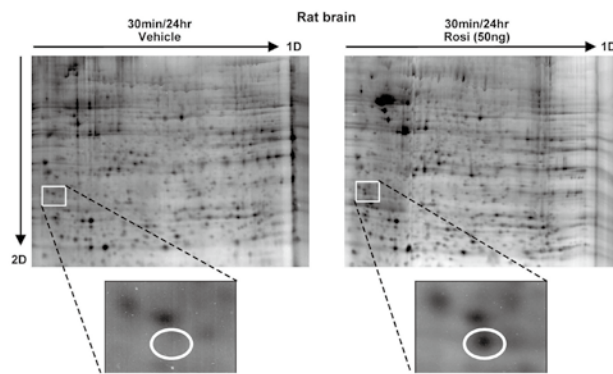 Rat brain
30min/24hr
Vehicle
1D
30min/24hr
Rosi (50ng)
1D
2D